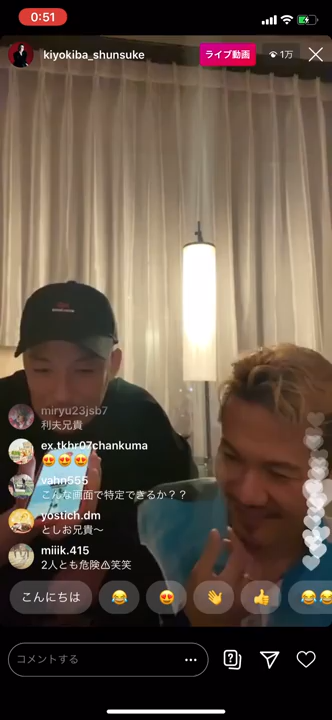 0:51
kiyokiba_shunsuke
ライブ動画
1万
miryu23jsb7
利夫兄貴
ex.tkhr07chankuma
😍😍😍
vahn555
こんな画面で特定できるか？？
yostich.dm
としお兄貴〜
miiik.415
2人とも危険⚠笑笑
こんにちは 😂 😍 👋 👍 😂😂
コメントする